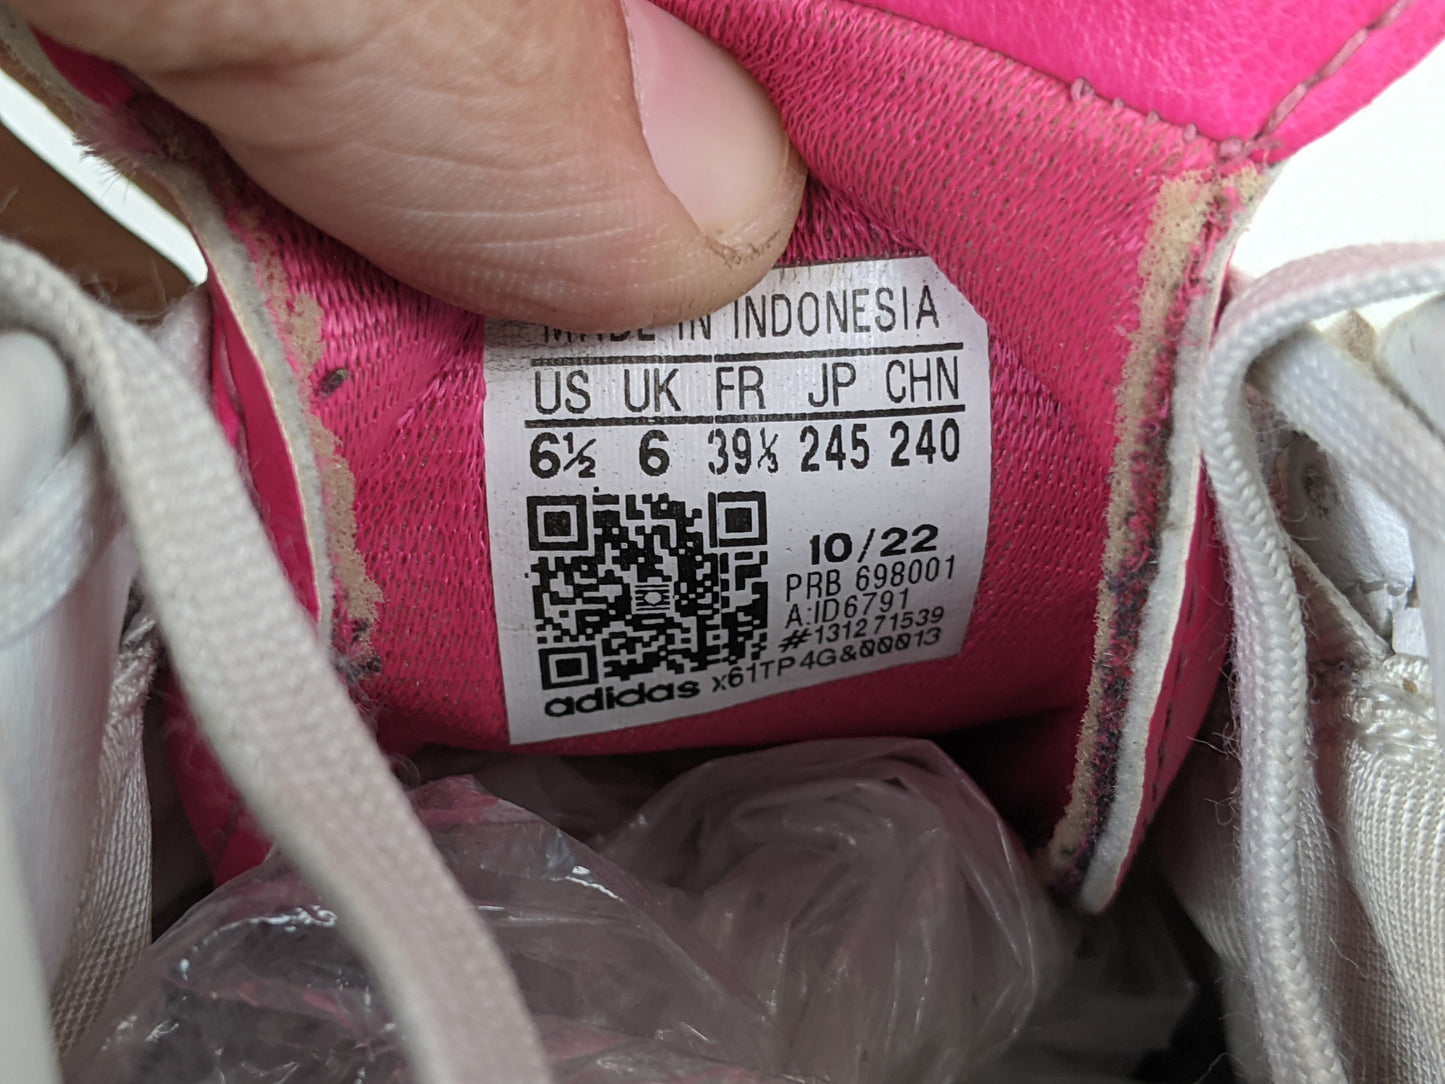 MADE IN INDONESIA
US UK FR JP CHN
6½ 6 39⅓ 245 240
10/22
PRB 698001
A:ID6791
#131271539
adidas x61TP4G&00013